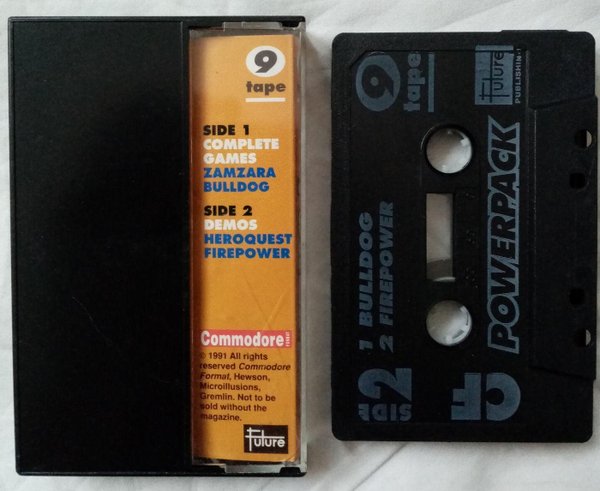 9
tape
SIDE 1
COMPLETE
GAMES
ZAMZARA
BULLDOG
SIDE 2
DEMOS
HEROQUEST
FIREPOWER
Commodore
FORMAT
© 1991 All rights
reserved Commodore
Format, Hewson,
Microillusions,
Gremlin. Not to be
sold without the
magazine.
Future
9
tape
Future
PUBLISHING
POWERPACK
1 BULLDOG
2 FIREPOWER
SIDE 2
CF